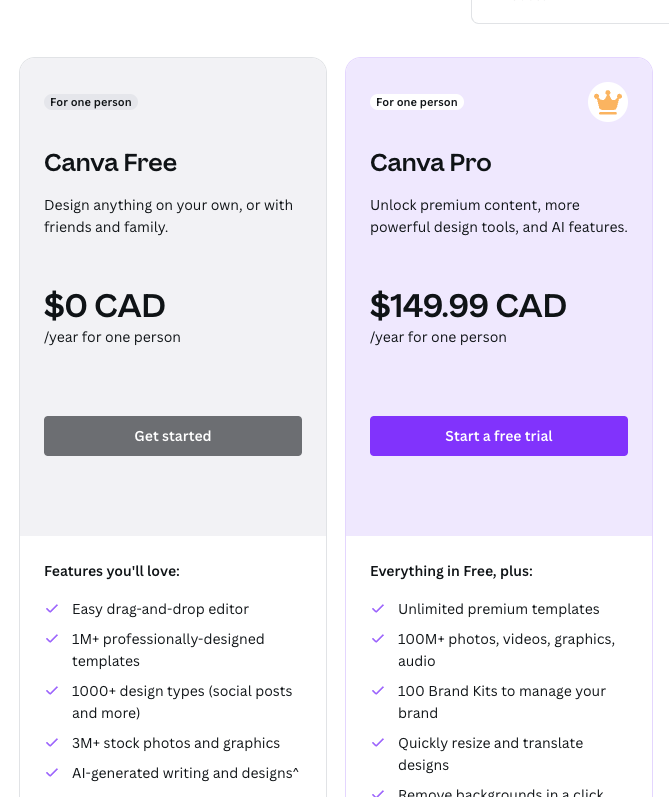 For one person
Canva Free
Design anything on your own, or with
friends and family.
$0 CAD
/year for one person
Get started
Features you'll love:
Easy drag-and-drop editor
1M+ professionally-designed
templates
1000+ design types (social posts
and more)
3M+ stock photos and graphics
AI-generated writing and designs^
For one person
Canva Pro
Unlock premium content, more
powerful design tools, and AI features.
$149.99 CAD
/year for one person
Start a free trial
Everything in Free, plus:
Unlimited premium templates
100M+ photos, videos, graphics,
audio
100 Brand Kits to manage your
brand
Quickly resize and translate
designs
Remove backgrounds in a click